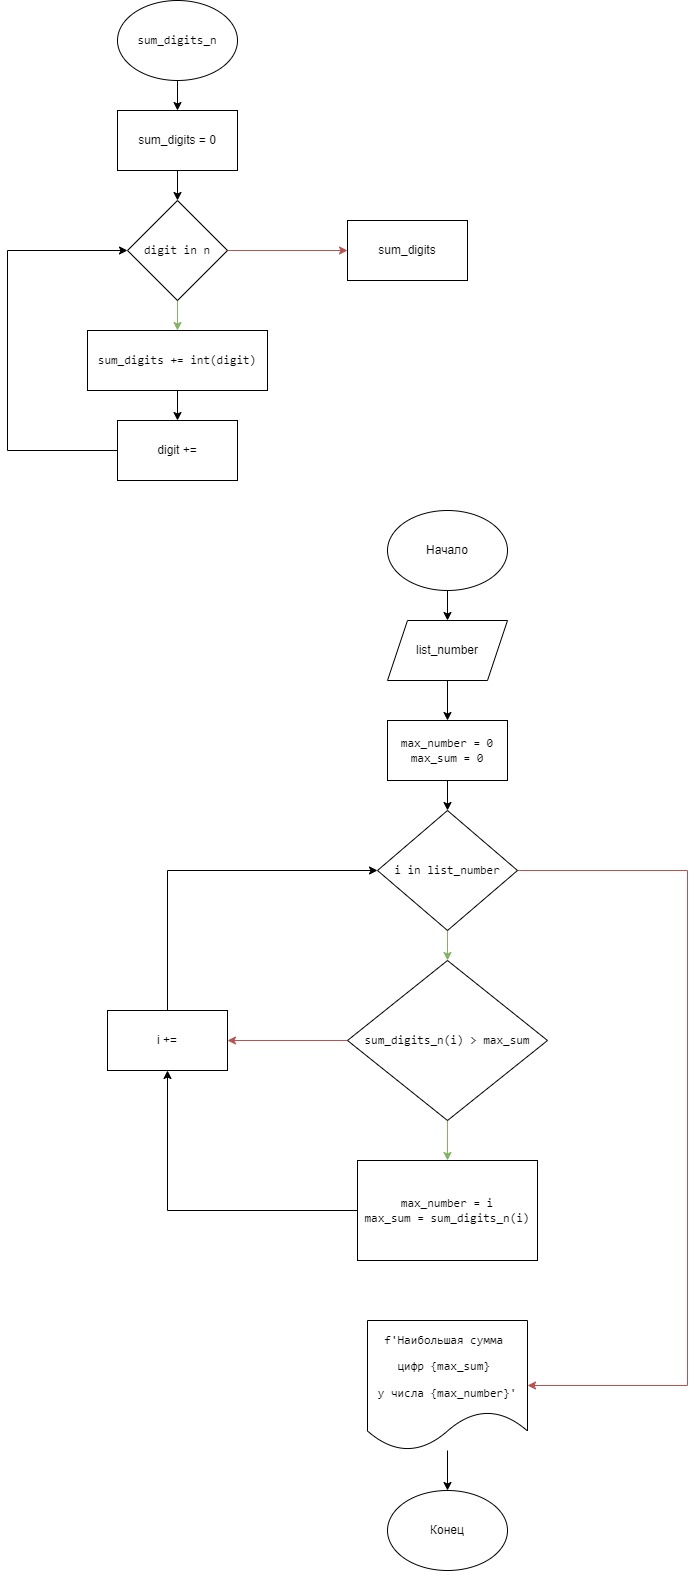 sum_digits_n
sum_digits = 0
digit in n
sum_digits
sum_digits += int(digit)
digit +=
Начало
list_number
max_number = 0
max_sum = 0
i in list_number
sum_digits_n(i) > max_sum
i +=
max_number = i
max_sum = sum_digits_n(i)
f'Наибольшая сумма
цифр {max_sum}
у числа {max_number}'
Конец